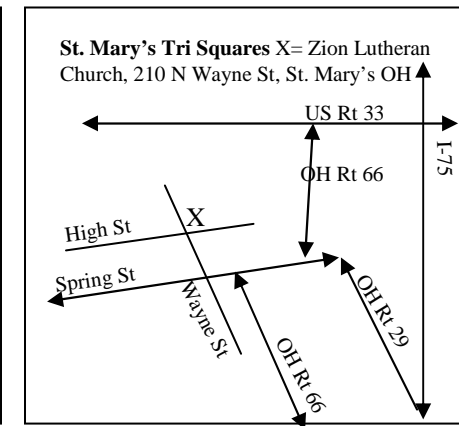 St. Mary's Tri Squares X= Zion Lutheran
Church, 210 N Wayne St, St. Mary's OH
US Rt 33
I-75
OH Rt 66
X
High St
Spring St
Wayne St
OH Rt 29
OH Rt 66